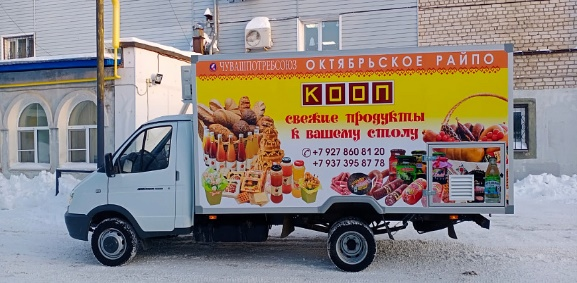 ЧУВАШПОТРЕБСОЮЗ ОКТЯБРЬСКОЕ РАЙПО
КООП
свежие продукты
к вашему столу
+7 927 860 81 20
+7 937 395 87 78